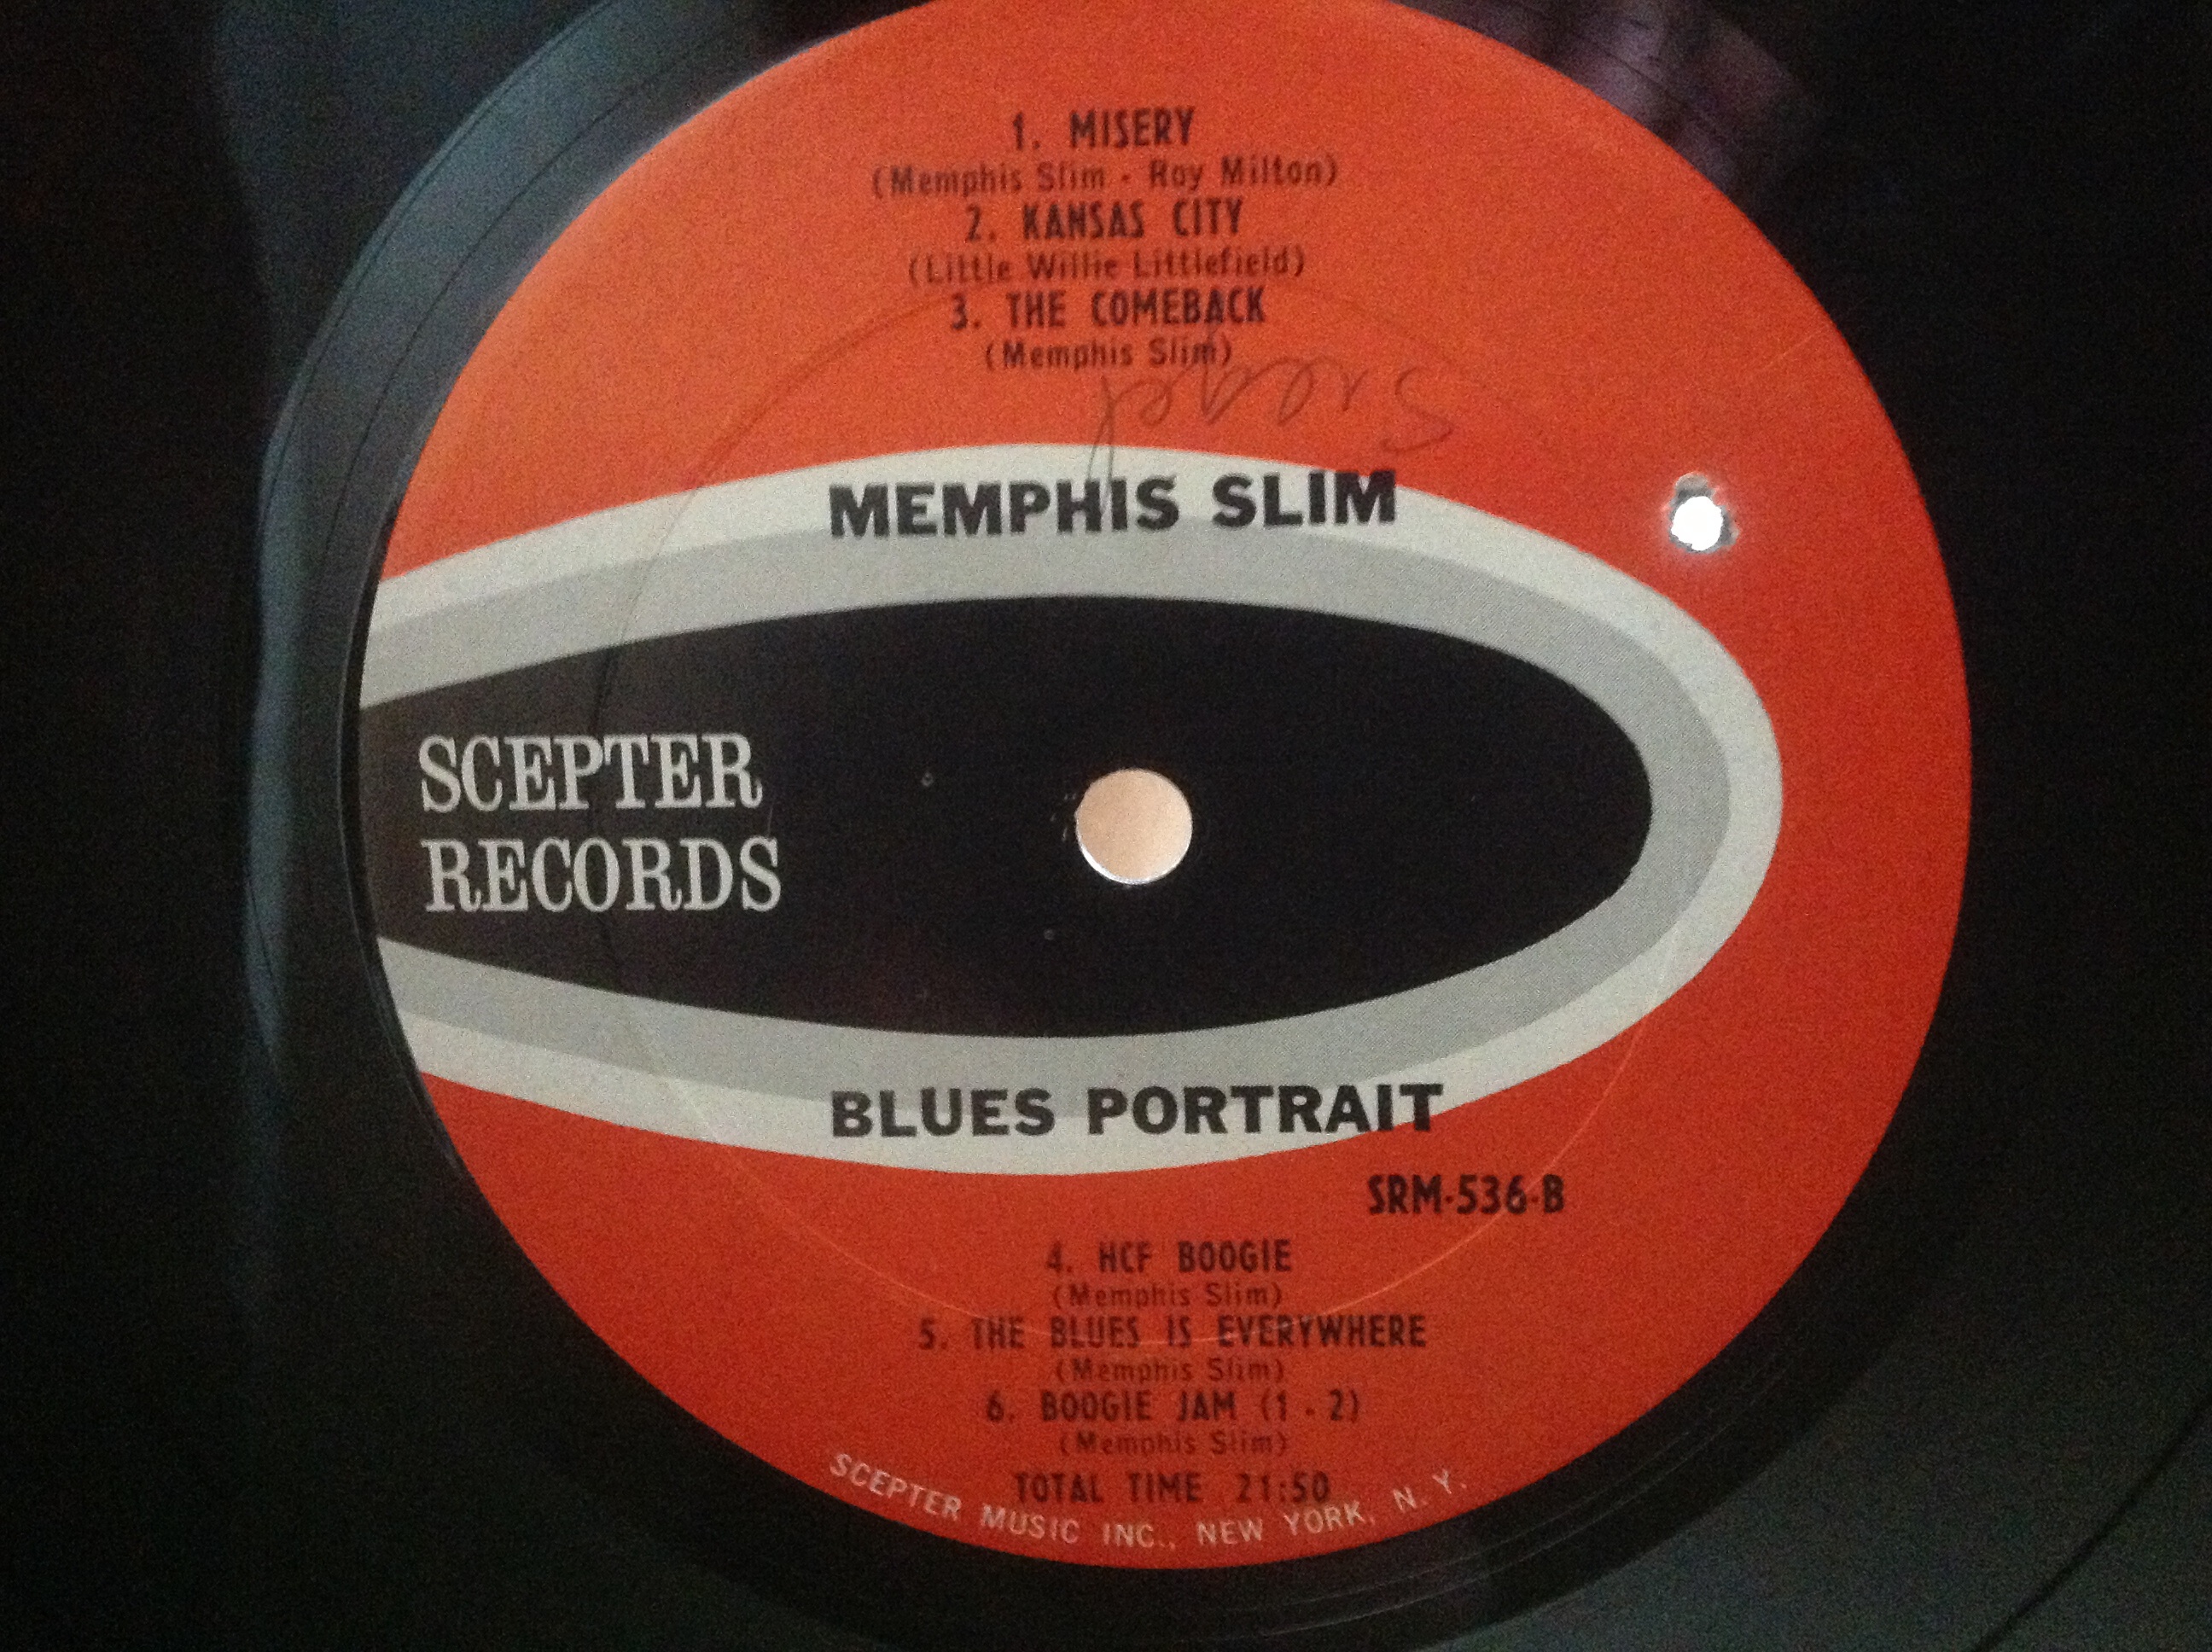 1. MISERY
(Memphis Slim - Roy Milton)
2. KANSAS CITY
(Little Willie Littlefield)
3. THE COMEBACK
(Memphis Slim)
MEMPHIS SLIM
SCEPTER
RECORDS
BLUES PORTRAIT
SRM-536-B
4. HCF BOOGIE
(Memphis Slim)
5. THE BLUES IS EVERYWHERE
(Memphis Slim)
6. BOOGIE JAM (1 - 2)
(Memphis Slim)
TOTAL TIME 21:50
SCEPTER MUSIC INC., NEW YORK, N. Y.